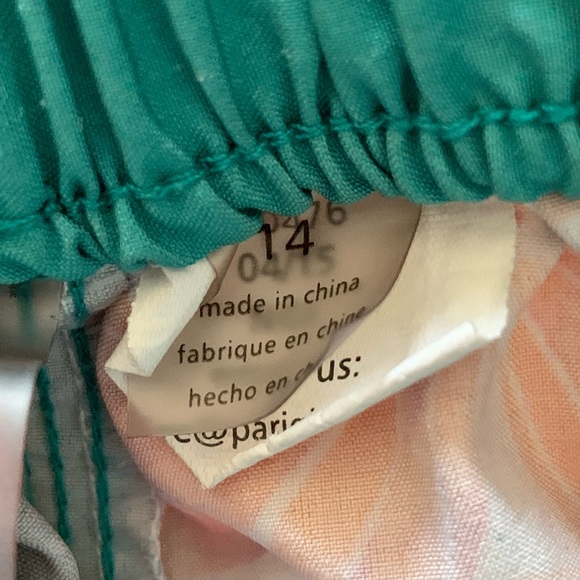 14
04/15
made in china
fabrique en chine
hecho en
us: